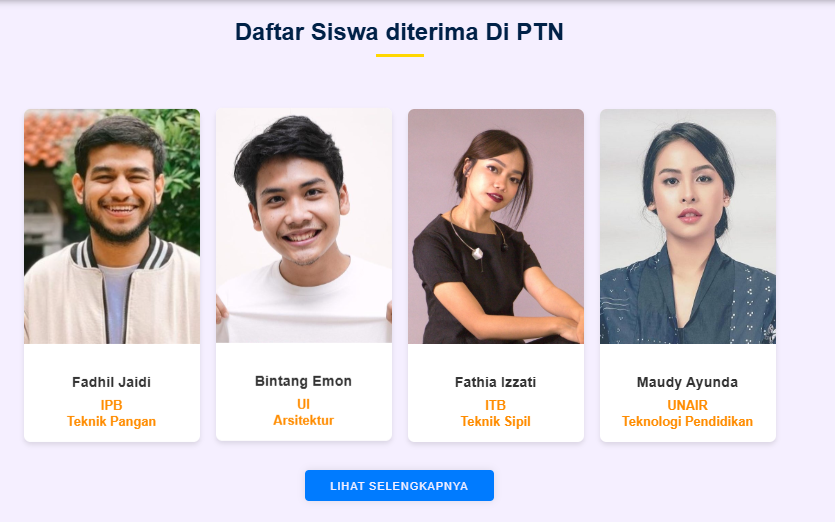 Daftar Siswa diterima Di PTN
Fadhil Jaidi
IPB
Teknik Pangan
Bintang Emon
UI
Arsitektur
Fathia Izzati
ITB
Teknik Sipil
Maudy Ayunda
UNAIR
Teknologi Pendidikan
LIHAT SELENGKAPNYA